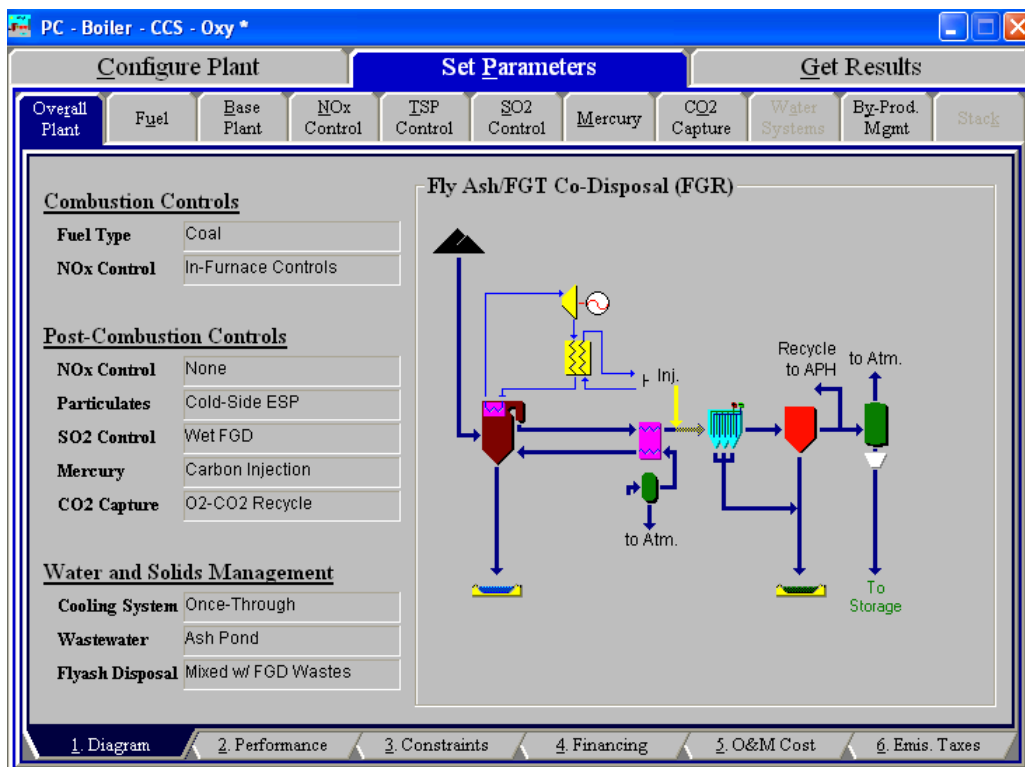 PC - Boiler - CCS - Oxy *
Configure Plant
Set Parameters
Get Results
Overall
Plant
Fuel
Base
Plant
NOx
Control
TSP
Control
SO2
Control
Mercury
CO2
Capture
Water
Systems
By-Prod.
Mgmt
Stack
Combustion Controls
Fuel Type Coal
NOx Control In-Furnace Controls
Post-Combustion Controls
NOx Control None
Particulates Cold-Side ESP
SO2 Control Wet FGD
Mercury Carbon Injection
CO2 Capture O2-CO2 Recycle
Water and Solids Management
Cooling System Once-Through
Wastewater Ash Pond
Flyash Disposal Mixed w/ FGD Wastes
Fly Ash/FGT Co-Disposal (FGR)
Inj.
Recycle
to APH
to Atm.
to Atm.
To
Storage
1. Diagram
2. Performance
3. Constraints
4. Financing
5. O&M Cost
6. Emis. Taxes